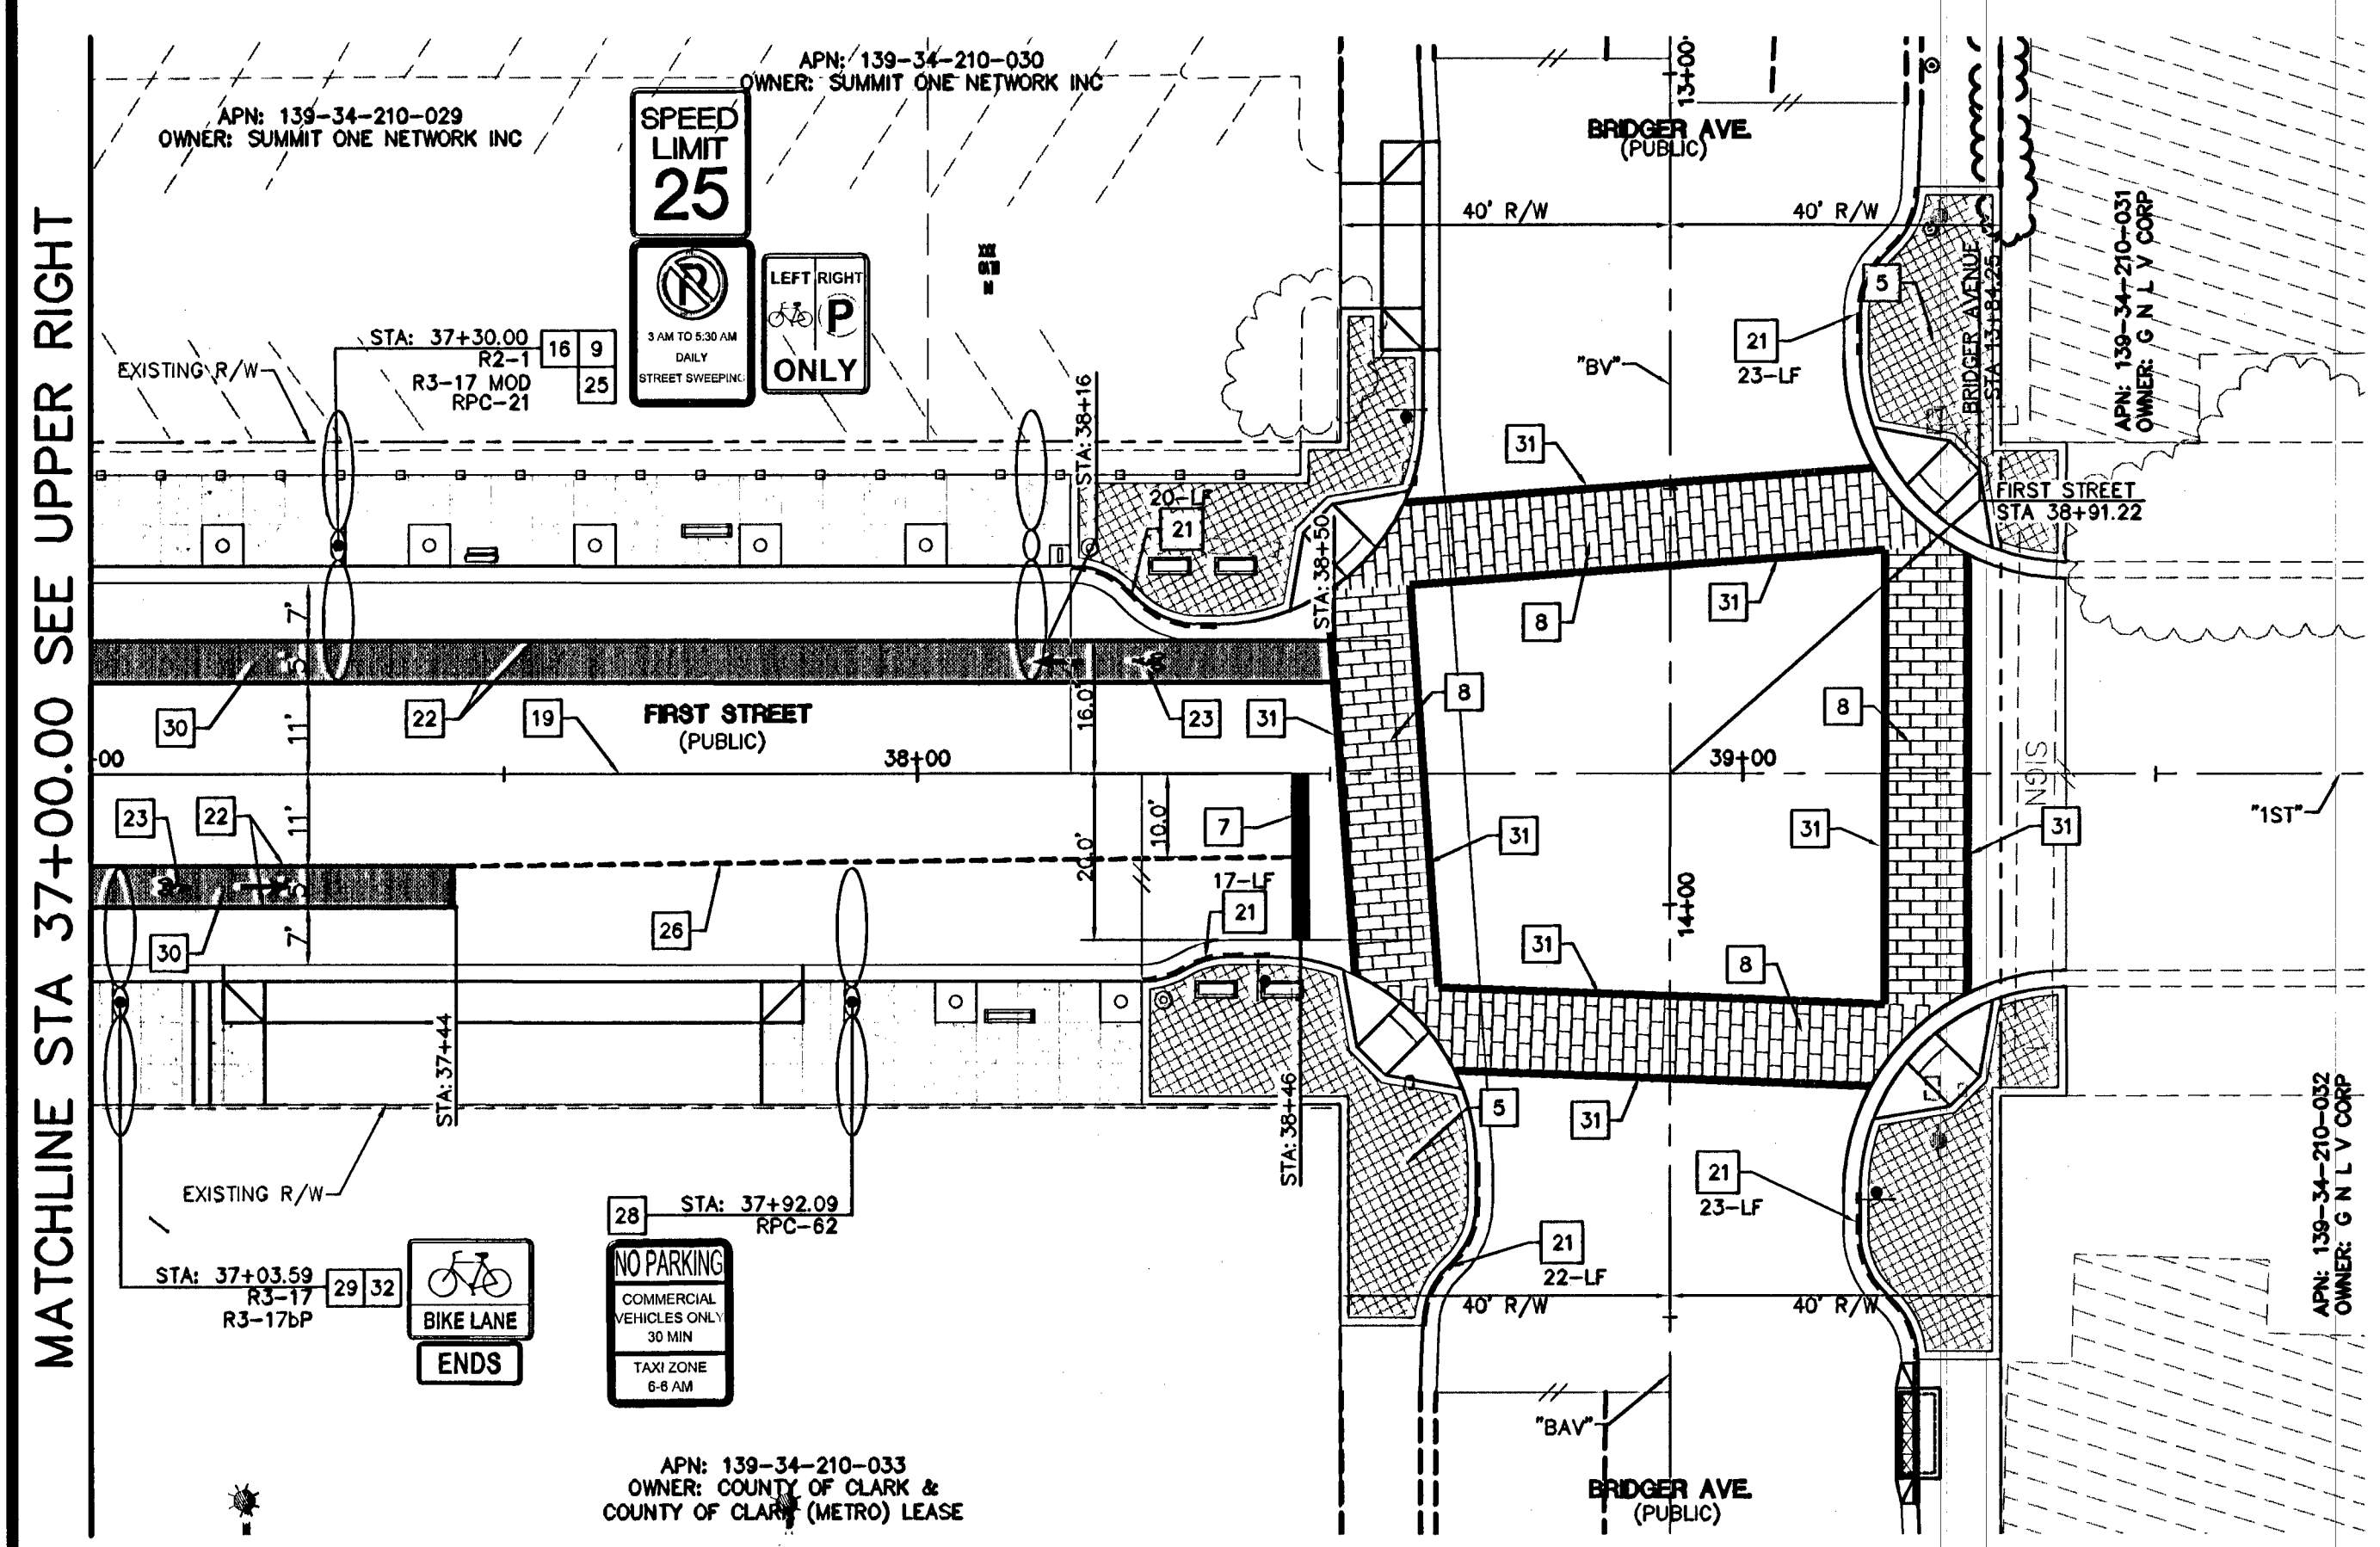 MATCHLINE STA 37+00.00 SEE UPPER RIGHT
APN: 139-34-210-029
OWNER: SUMMIT ONE NETWORK INC
APN: 139-34-210-030
OWNER: SUMMIT ONE NETWORK INC
SPEED
LIMIT
25
P
3 AM TO 5:30 AM
DAILY
STREET SWEEPING
LEFT RIGHT
P
ONLY
STA: 37+30.00
R2-1
R3-17 MOD
RPC-21
16 9
25
EXISTING R/W
STA: 38+16
20-LF
21
STA: 38+50
BRIDGER AVE.
(PUBLIC)
13+00
40' R/W
40' R/W
"BV"
5
21
23-LF
BRIDGER AVENUE
STA 13+84.25
APN: 139-34-210-031
OWNER: G N L V CORP
FIRST STREET
STA 38+91.22
31
8
31
7'
5'
11'
30
22
19
FIRST STREET
(PUBLIC)
16.0'
23
31
8
8
00
38+00
39+00
SIGN
"1ST"
23
22
11'
5'
7'
30
26
20.0'
10.0'
7
17-LF
21
31
31
31
14+00
31
8
STA: 37+44
STA: 38+46
5
31
21
23-LF
21
22-LF
40' R/W
40' R/W
EXISTING R/W
STA: 37+03.59
R3-17
R3-17bP
29 32
BIKE LANE
ENDS
28
STA: 37+92.09
RPC-62
NO PARKING
COMMERCIAL
VEHICLES ONLY
30 MIN
TAXI ZONE
6-6 AM
APN: 139-34-210-033
OWNER: COUNTY OF CLARK &
COUNTY OF CLARK (METRO) LEASE
"BAV"
BRIDGER AVE.
(PUBLIC)
APN: 139-34-210-032
OWNER: G N L V CORP